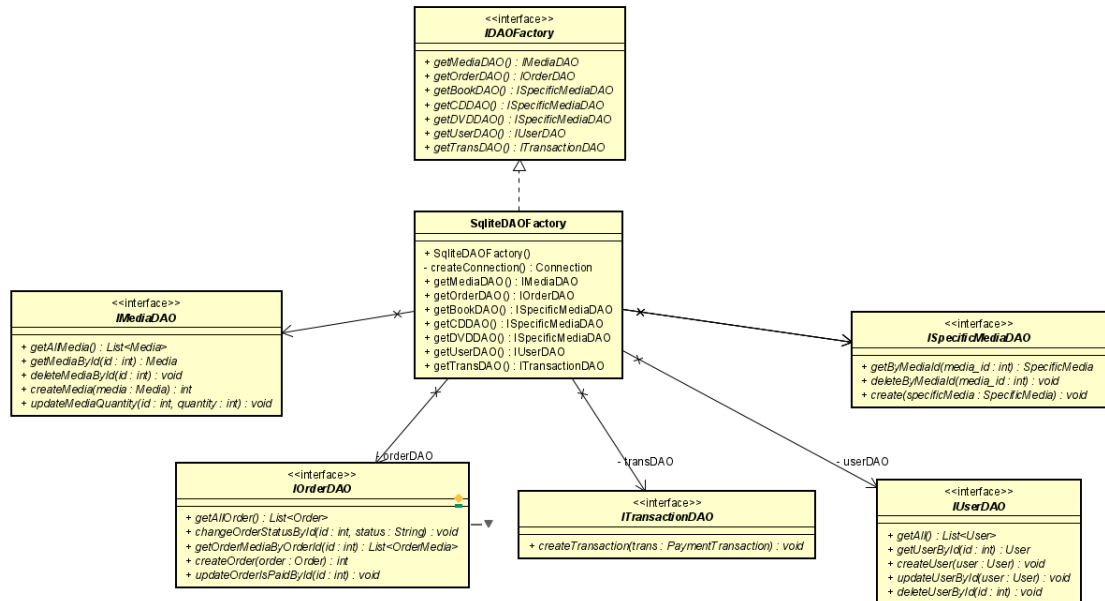 <<interface>>
IDAOFactory
+ getMediaDAO() : IMediaDAO
+ getOrderDAO() : IOrderDAO
+ getBookDAO() : ISpecificMediaDAO
+ getCDDAO() : ISpecificMediaDAO
+ getDVDDAO() : ISpecificMediaDAO
+ getUserDAO() : IUserDAO
+ getTransDAO() : ITransactionDAO
SqliteDAOFactory
+ SqliteDAOFactory()
- createConnection() : Connection
+ getMediaDAO() : IMediaDAO
+ getOrderDAO() : IOrderDAO
+ getBookDAO() : ISpecificMediaDAO
+ getCDDAO() : ISpecificMediaDAO
+ getDVDDAO() : ISpecificMediaDAO
+ getUserDAO() : IUserDAO
+ getTransDAO() : ITransactionDAO
<<interface>>
IMediaDAO
+ getAllMedia() : List<Media>
+ getMediaById(id : int) : Media
+ deleteMediaById(id : int) : void
+ createMedia(media : Media) : int
+ updateMediaQuantity(id : int, quantity : int) : void
<<interface>>
ISpecificMediaDAO
+ getByMediaId(media_id : int) : SpecificMedia
+ deleteByMediaId(media_id : int) : void
+ create(specificMedia : SpecificMedia) : void
- orderDAO
- transDAO
- userDAO
<<interface>>
IOrderDAO
+ getAllOrder() : List<Order>
+ changeOrderStatusById(id : int, status : String) : void
+ getOrderMediaByOrderId(id : int) : List<OrderMedia>
+ createOrder(order : Order) : int
+ updateOrderIsPaidById(id : int) : void
<<interface>>
ITransactionDAO
+ createTransaction(trans : PaymentTransaction) : void
<<interface>>
IUserDAO
+ getAll() : List<User>
+ getUserById(id : int) : User
+ createUser(user : User) : void
+ updateUserById(user : User) : void
+ deleteUserById(id : int) : void